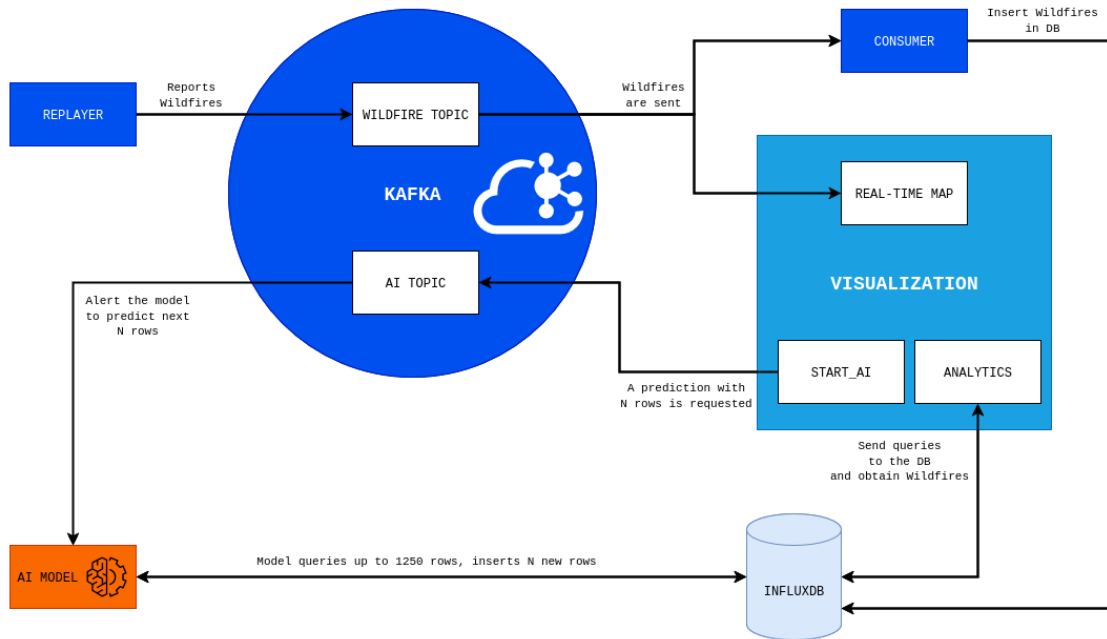 Insert Wildfires
in DB
CONSUMER
Reports
Wildfires
Wildfires
are sent
REPLAYER
WILDFIRE TOPIC
KAFKA
REAL-TIME MAP
AI TOPIC
VISUALIZATION
Alert the model
to predict next
N rows
START_AI
ANALYTICS
A prediction with
N rows is requested
Send queries
to the DB
and obtain Wildfires
AI MODEL
Model queries up to 1250 rows, inserts N new rows
INFLUXDB